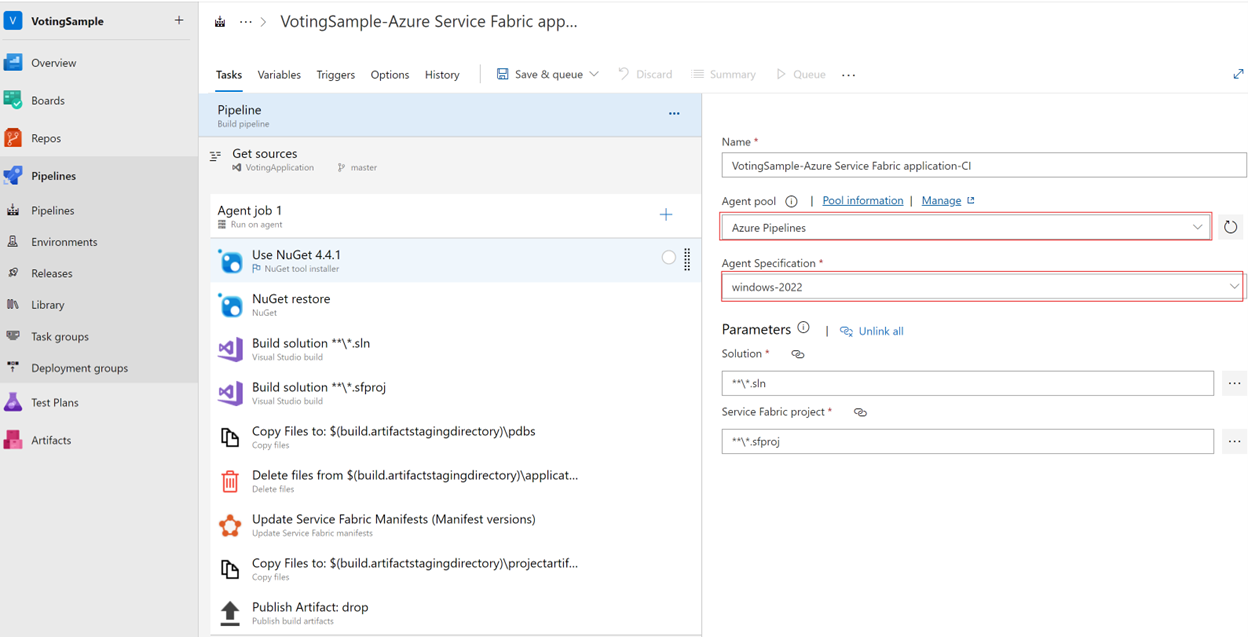 V VotingSample +
··· > VotingSample-Azure Service Fabric app...
Overview
Boards
Repos
Pipelines
Pipelines
Environments
Releases
Library
Task groups
Deployment groups
Test Plans
Artifacts
Tasks Variables Triggers Options History Save & queue Discard Summary Queue ...
Pipeline
Build pipeline
Get sources
VotingApplication master
Agent job 1
Run on agent
Use NuGet 4.4.1
NuGet tool installer
NuGet restore
NuGet
Build solution **\*.sln
Visual Studio build
Build solution **\*.sfproj
Visual Studio build
Copy Files to: $(build.artifactstagingdirectory)\pdbs
Copy files
Delete files from $(build.artifactstagingdirectory)\applicat...
Delete files
Update Service Fabric Manifests (Manifest versions)
Update Service Fabric manifests
Copy Files to: $(build.artifactstagingdirectory)\projectartif...
Copy files
Publish Artifact: drop
Publish build artifacts
Name *
VotingSample-Azure Service Fabric application-CI
Agent pool | Pool information | Manage
Azure Pipelines
Agent Specification *
windows-2022
Parameters | Unlink all
Solution *
**\*.sln
Service Fabric project *
**\*.sfproj